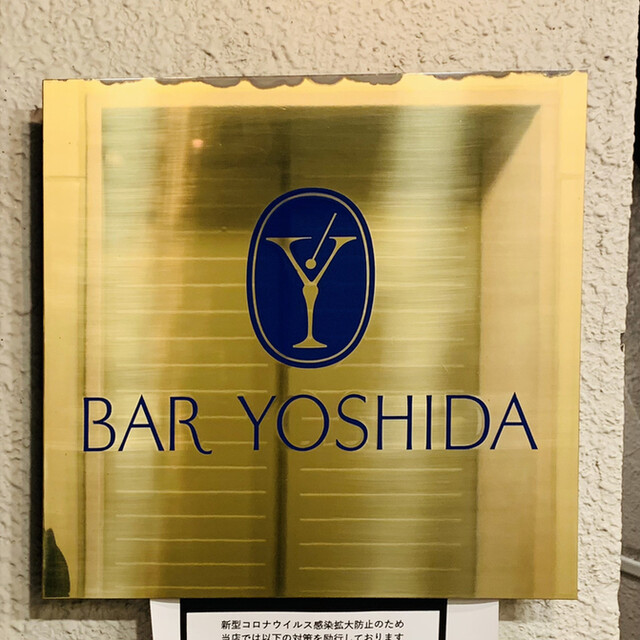 Y
BAR YOSHIDA
新型コロナウイルス感染拡大防止のため
当店では以下の対策を励行しております